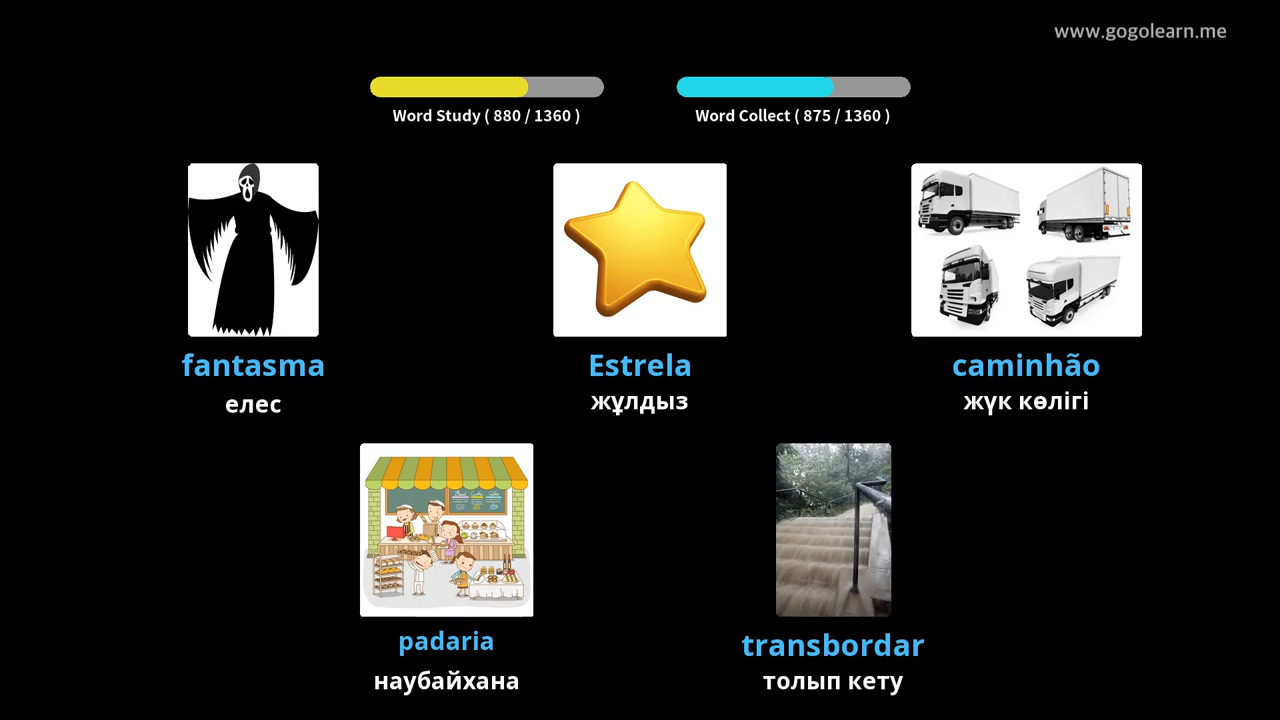 www.gogolearn.me
Word Study ( 880 / 1360 )
Word Collect ( 875 / 1360 )
fantasma
елес
Estrela
жұлдыз
caminhão
жүк көлігі
padaria
наубайхана
transbordar
толып кету